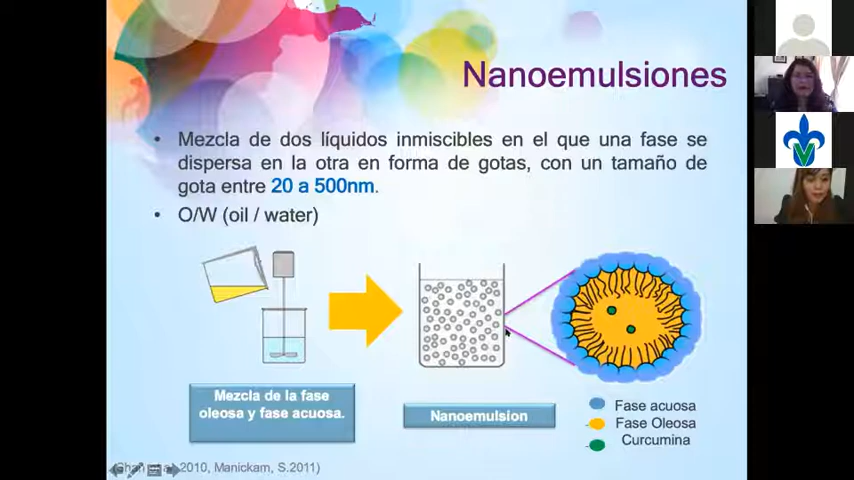 Nanoemulsiones
• Mezcla de dos líquidos inmiscibles en el que una fase se
dispersa en la otra en forma de gotas, con un tamaño de
gota entre 20 a 500nm.
• O/W (oil / water)
Mezcla de la fase
oleosa y fase acuosa.
Nanoemulsion
Fase acuosa
Fase Oleosa
Curcumina
2010, Manickam, S.2011)